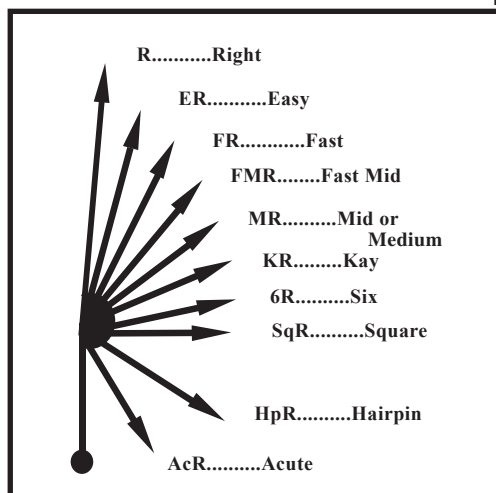 R...........Right
ER...........Easy
FR............Fast
FMR........Fast Mid
MR..........Mid or
Medium
KR.........Kay
6R..........Six
SqR..........Square
HpR..........Hairpin
AcR..........Acute